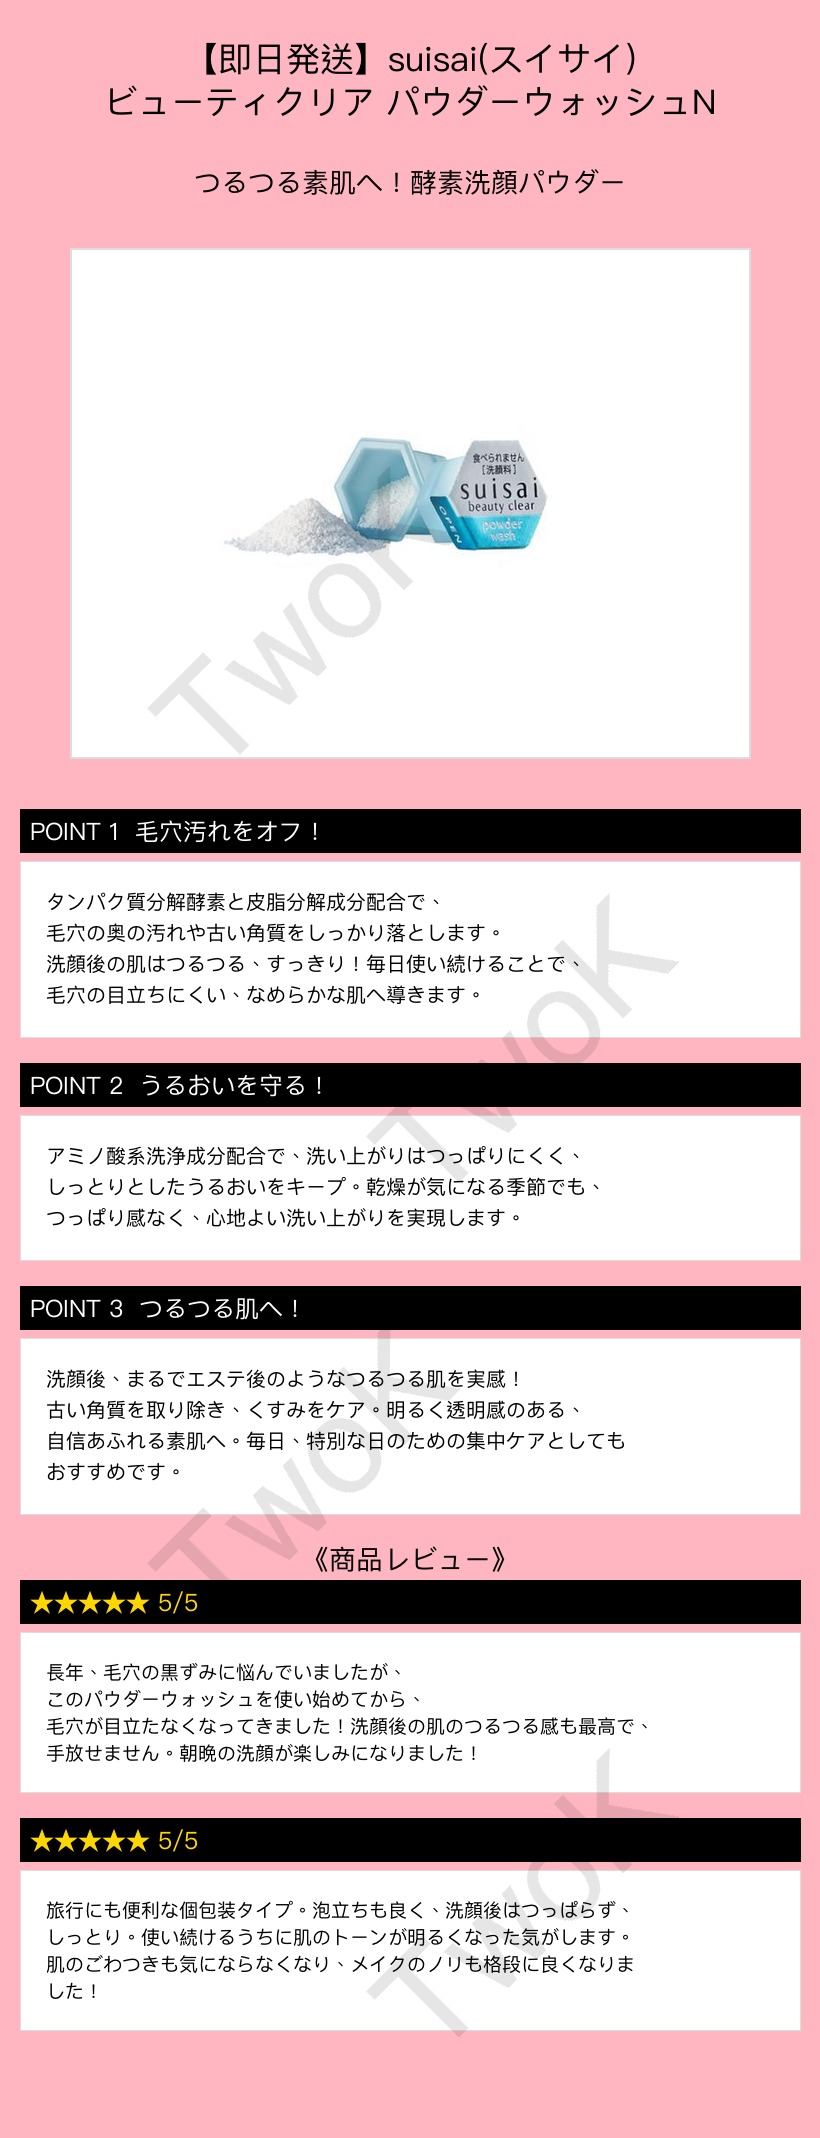 【即日発送】suisai(スイサイ)
ビューティクリア パウダーウォッシュN
つるつる素肌へ！酵素洗顔パウダー
食べられません
[洗顔料]
suisai
beauty clear
powder
wash
OPEN
TwoK
POINT 1 毛穴汚れをオフ！
タンパク質分解酵素と皮脂分解成分配合で、
毛穴の奥の汚れや古い角質をしっかり落とします。
洗顔後の肌はつるつる、すっきり！毎日使い続けることで、
毛穴の目立ちにくい、なめらかな肌へ導きます。
TwoK
POINT 2 うるおいを守る！
アミノ酸系洗浄成分配合で、洗い上がりはつっぱりにくく、
しっとりとしたうるおいをキープ。乾燥が気になる季節でも、
つっぱり感なく、心地よい洗い上がりを実現します。
POINT 3 つるつる肌へ！
洗顔後、まるでエステ後のようなつるつる肌を実感！
古い角質を取り除き、くすみをケア。明るく透明感のある、
自信あふれる素肌へ。毎日、特別な日のための集中ケアとしても
おすすめです。
TwoK
《商品レビュー》
★★★★★ 5/5
長年、毛穴の黒ずみに悩んでいましたが、
このパウダーウォッシュを使い始めてから、
毛穴が目立たなくなってきました！洗顔後の肌のつるつる感も最高で、
手放せません。朝晩の洗顔が楽しみになりました！
★★★★★ 5/5
旅行にも便利な個包装タイプ。泡立ちも良く、洗顔後はつっぱらず、
しっとり。使い続けるうちに肌のトーンが明るくなった気がします。
肌のごわつきも気にならなくなり、メイクのノリも格段に良くなりま
した！
TwoK